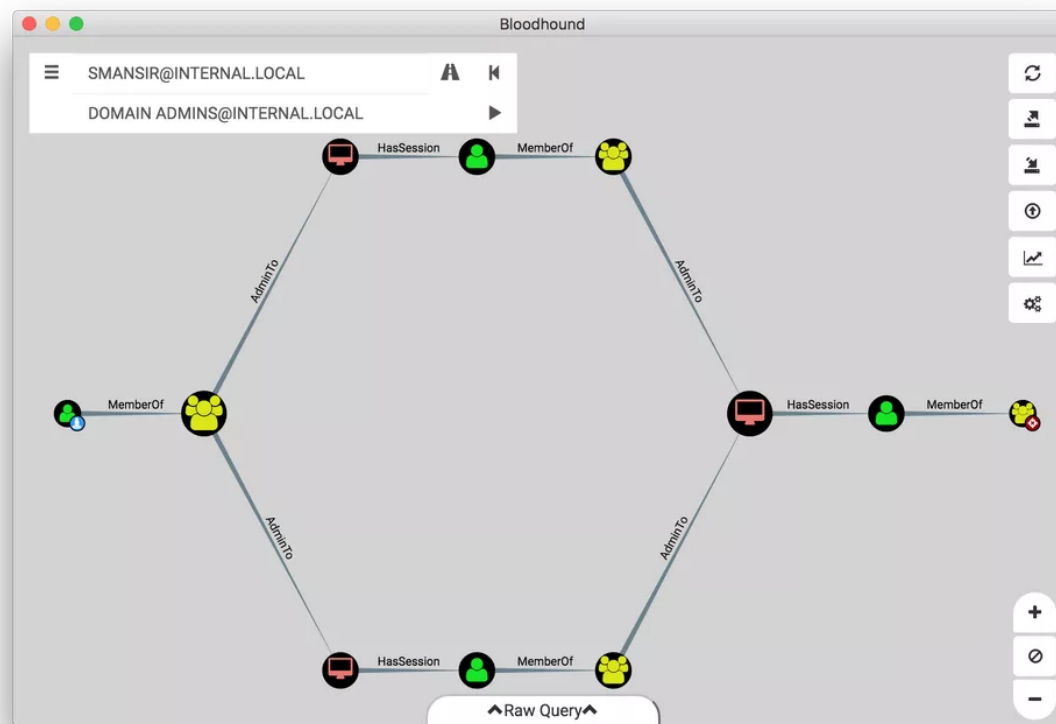 Bloodhound
SMANSIR@INTERNAL.LOCAL
DOMAIN ADMINS@INTERNAL.LOCAL
HasSession
MemberOf
AdminTo
AdminTo
MemberOf
HasSession
MemberOf
AdminTo
AdminTo
HasSession
MemberOf
Raw Query